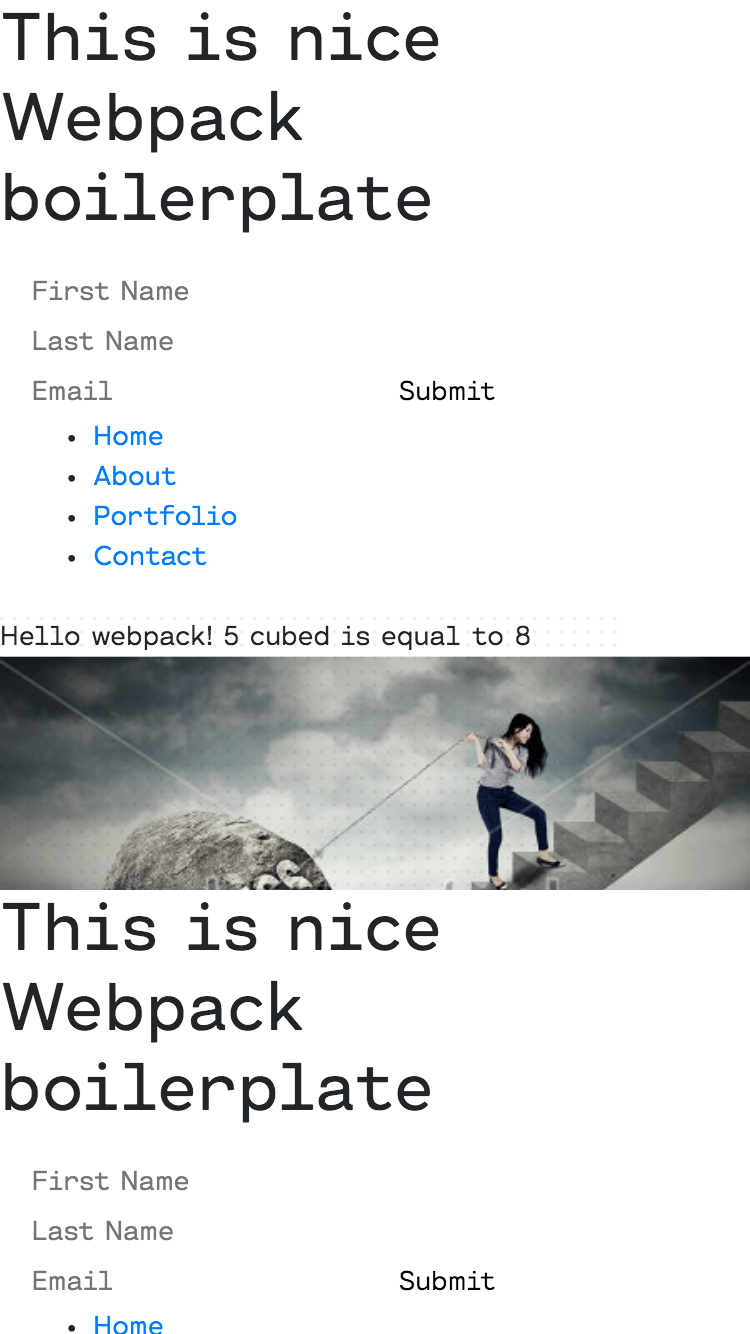 This is nice
Webpack
boilerplate
First Name
Last Name
Email Submit
Home
About
Portfolio
Contact
Hello webpack! 5 cubed is equal to 8
This is nice
Webpack
boilerplate
First Name
Last Name
Email Submit
Home